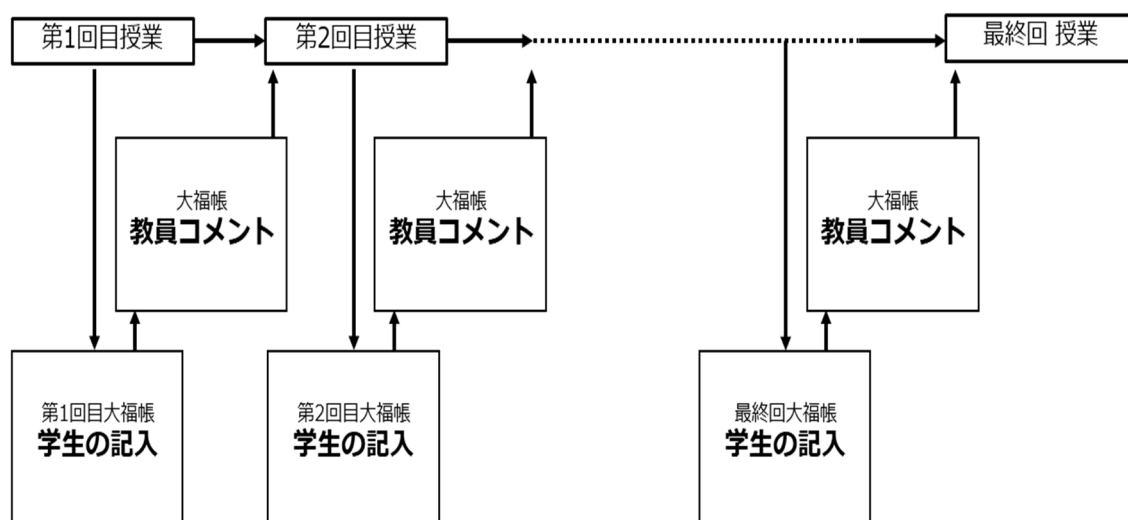 第1回目授業
第2回目授業
最終回 授業
大福帳
教員コメント
大福帳
教員コメント
大福帳
教員コメント
第1回目大福帳
学生の記入
第2回目大福帳
学生の記入
最終回大福帳
学生の記入